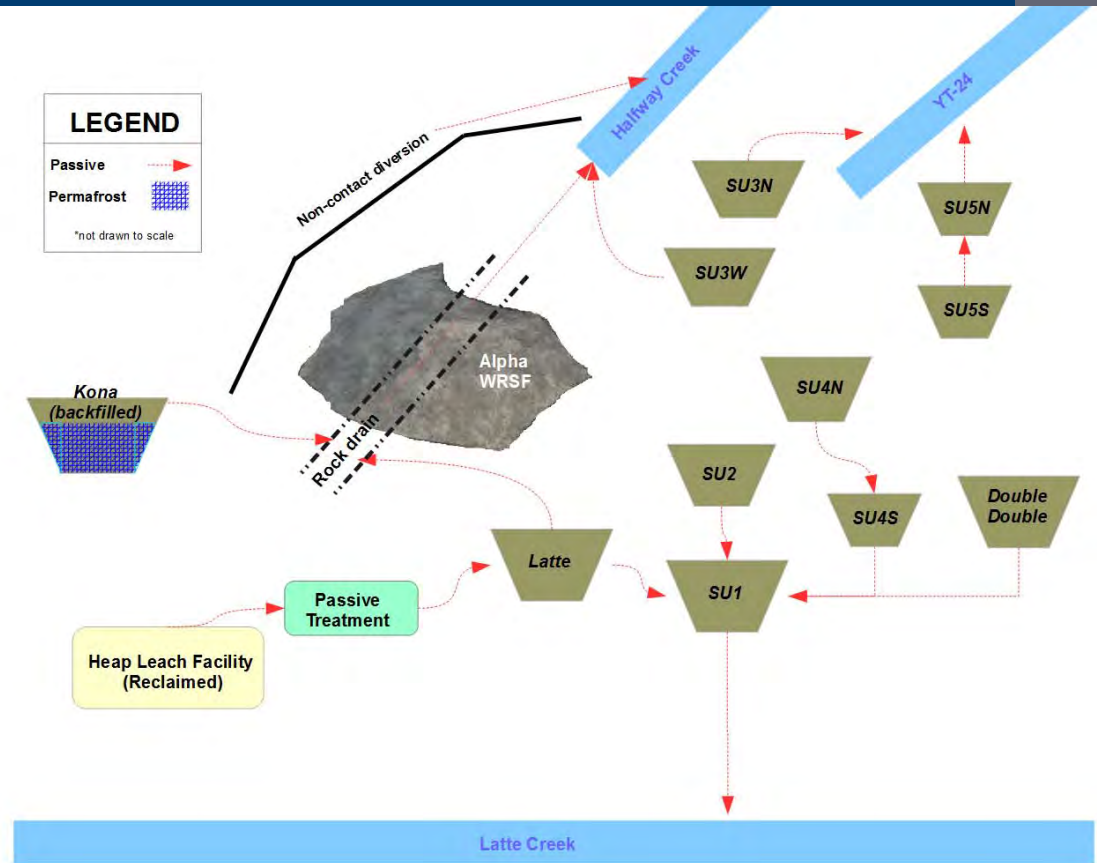 LEGEND
Passive
Permafrost
*not drawn to scale
Non-contact diversion
Halfway Creek
YT-24
SU3N
SU5N
SU3W
SU5S
Alpha
WRSF
Kona
(backfilled)
Rock drain
SU4N
SU2
SU4S
Double
Double
Latte
SU1
Passive
Treatment
Heap Leach Facility
(Reclaimed)
Latte Creek